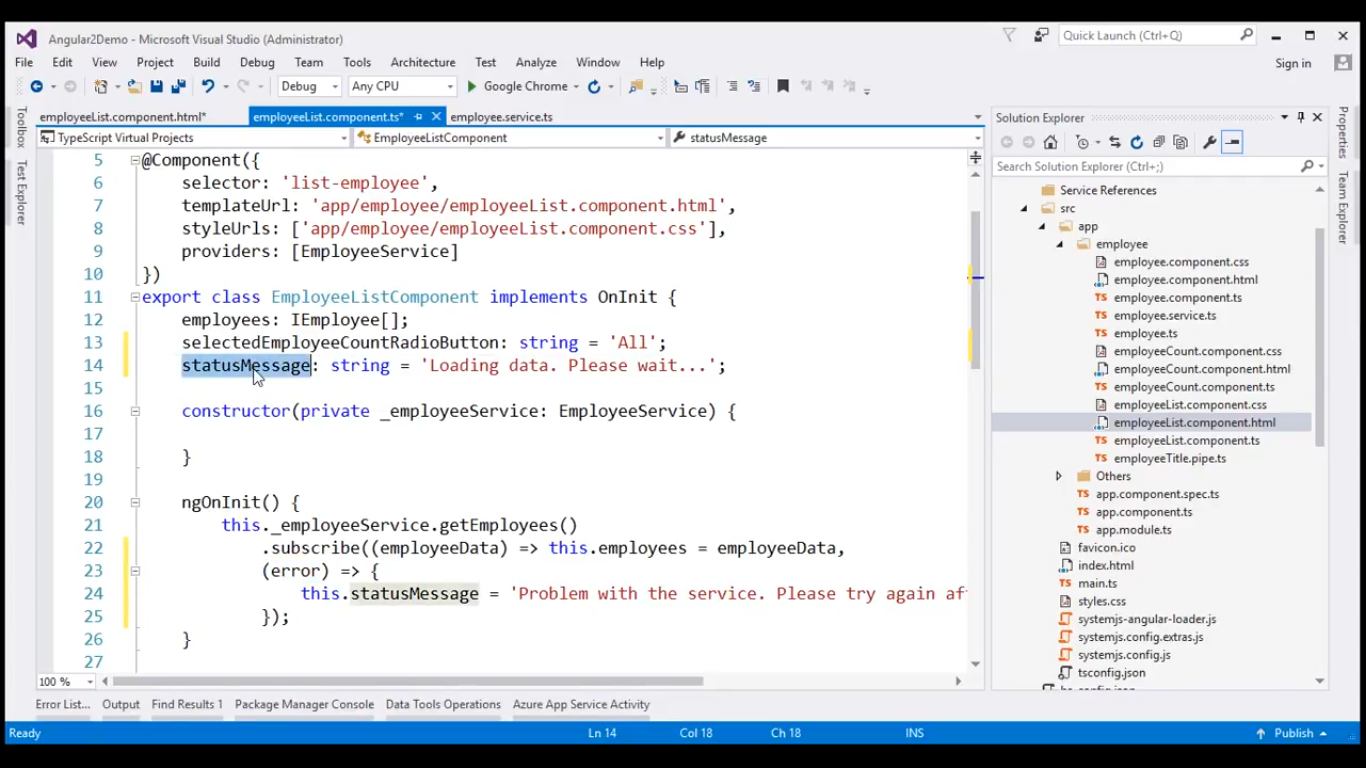 Angular2Demo - Microsoft Visual Studio (Administrator)
Quick Launch (Ctrl+Q)
File Edit View Project Build Debug Team Tools Architecture Test Analyze Window Help
Sign in
Debug Any CPU Google Chrome
employeeList.component.html*
employeeList.component.ts*
employee.service.ts
TypeScript Virtual Projects
EmployeeListComponent
statusMessage
Toolbox
Test Explorer
5 @Component({
6 selector: 'list-employee',
7 templateUrl: 'app/employee/employeeList.component.html',
8 styleUrls: ['app/employee/employeeList.component.css'],
9 providers: [EmployeeService]
10 })
11 export class EmployeeListComponent implements OnInit {
12 employees: IEmployee[];
13 selectedEmployeeCountRadioButton: string = 'All';
14 statusMessage: string = 'Loading data. Please wait...';
15
16 constructor(private _employeeService: EmployeeService) {
17
18 }
19
20 ngOnInit() {
21 this._employeeService.getEmployees()
22 .subscribe((employeeData) => this.employees = employeeData,
23 (error) => {
24 this.statusMessage = 'Problem with the service. Please try again af
25 });
26 }
27
100 %
Solution Explorer
Search Solution Explorer (Ctrl+;)
Service References
src
app
employee
employee.component.css
employee.component.html
employee.component.ts
employee.service.ts
employee.ts
employeeCount.component.css
employeeCount.component.html
employeeCount.component.ts
employeeList.component.css
employeeList.component.html
employeeList.component.ts
employeeTitle.pipe.ts
Others
app.component.spec.ts
app.component.ts
app.module.ts
favicon.ico
index.html
main.ts
styles.css
systemjs-angular-loader.js
systemjs.config.extras.js
systemjs.config.js
tsconfig.json
Properties
Team Explorer
Error List... Output Find Results 1 Package Manager Console Data Tools Operations Azure App Service Activity
Ready Ln 14 Col 18 Ch 18 INS Publish